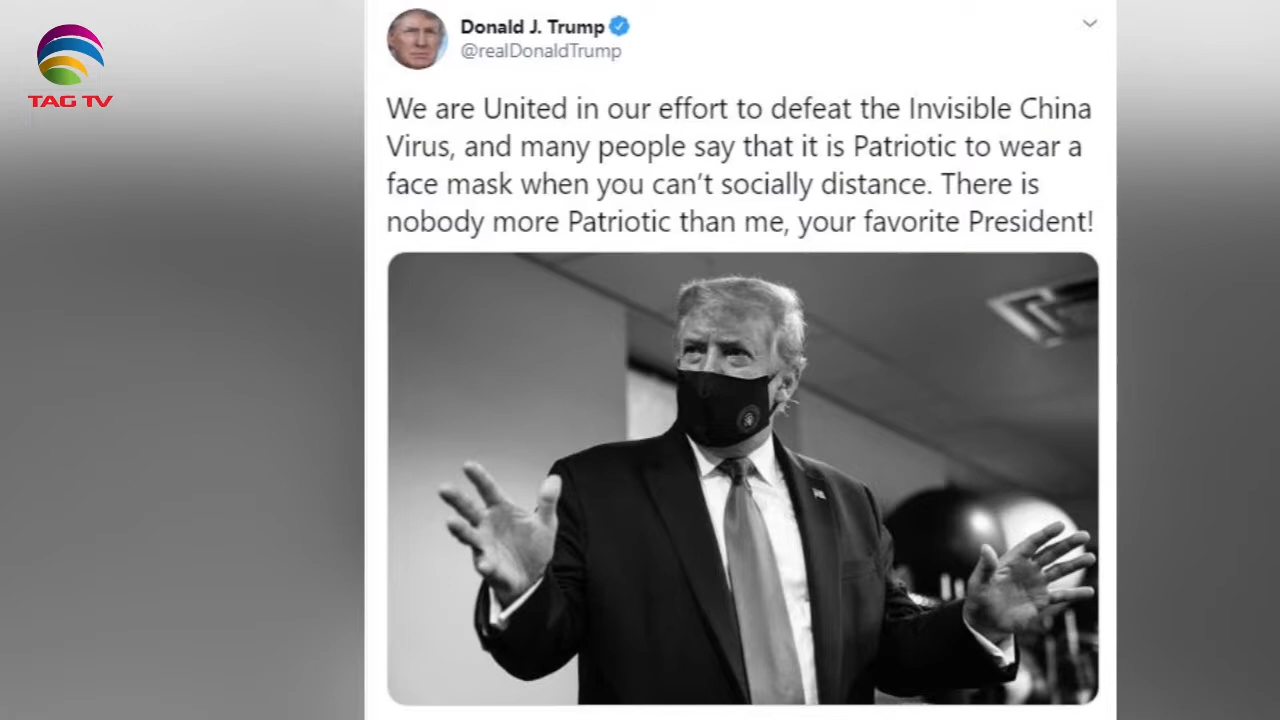 TAG TV
Donald J. Trump
@realDonaldTrump
We are United in our effort to defeat the Invisible China
Virus, and many people say that it is Patriotic to wear a
face mask when you can’t socially distance. There is
nobody more Patriotic than me, your favorite President!